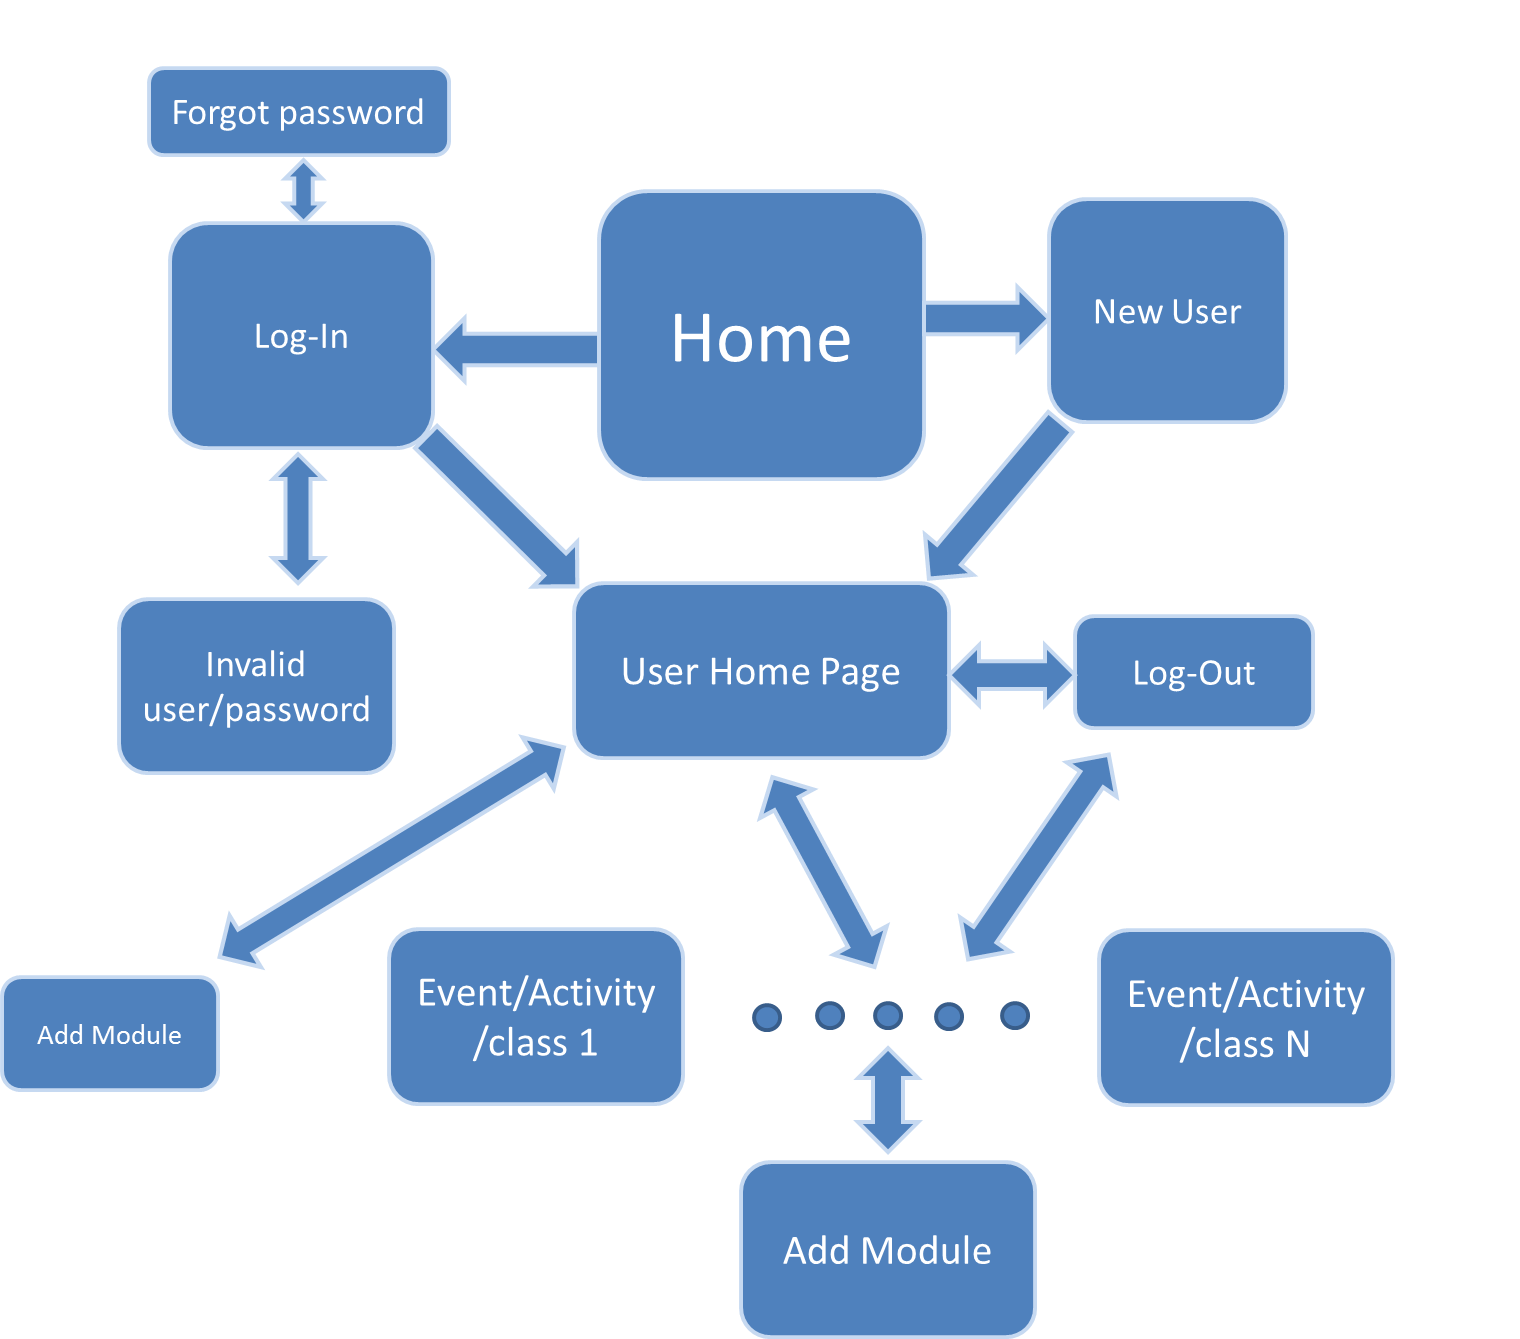 Forgot password
Home
New User
Log-In
Invalid
user/password
User Home Page
Log-Out
Add Module
Event/Activity
/class 1
Event/Activity
/class N
Add Module